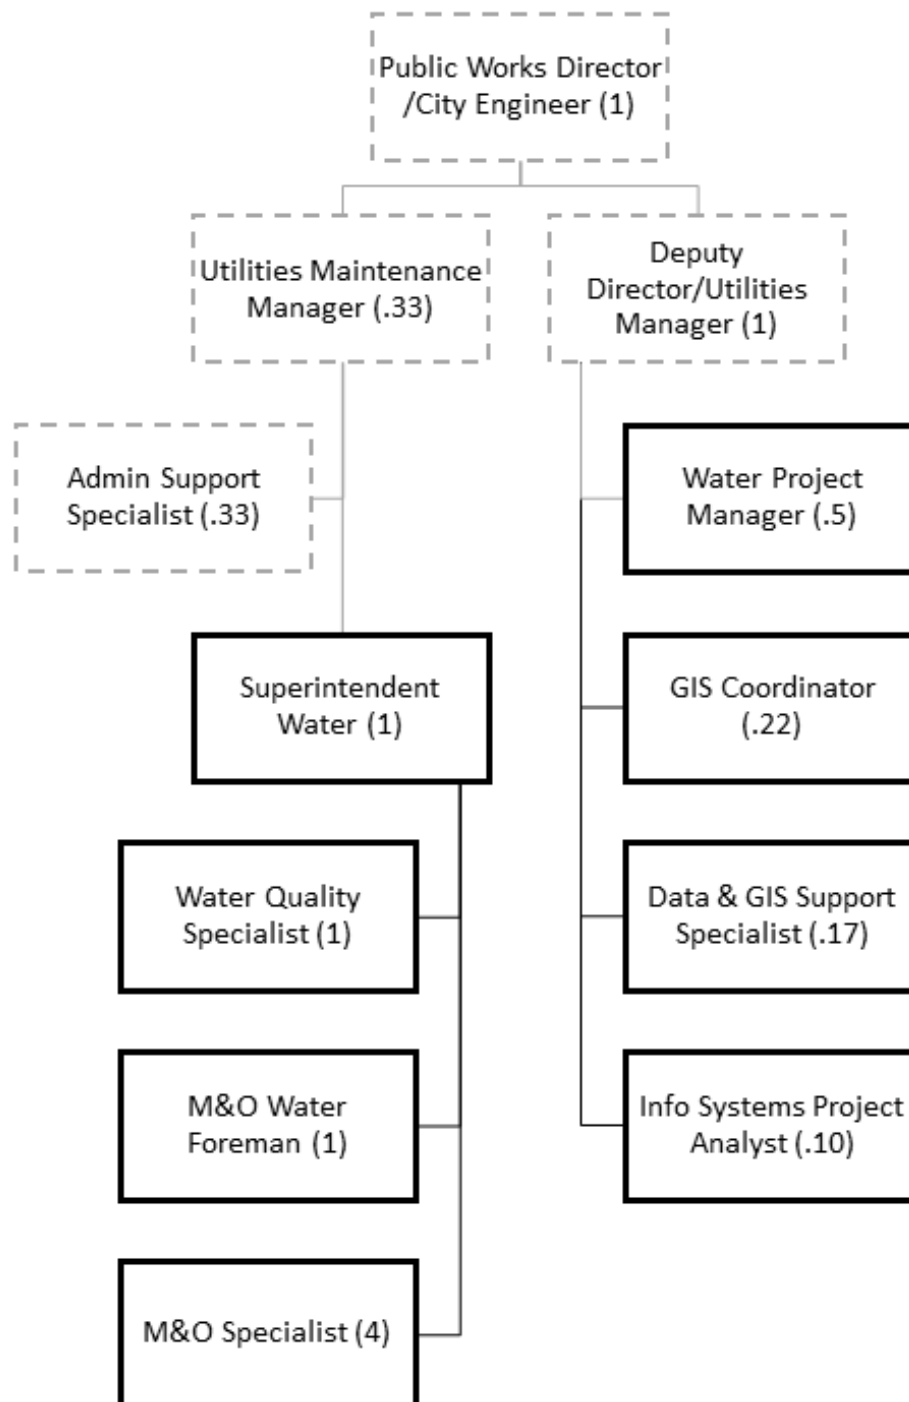 Public Works Director
/City Engineer (1)
Utilities Maintenance
Manager (.33)
Deputy
Director/Utilities
Manager (1)
Admin Support
Specialist (.33)
Water Project
Manager (.5)
Superintendent
Water (1)
GIS Coordinator
(.22)
Water Quality
Specialist (1)
Data & GIS Support
Specialist (.17)
M&O Water
Foreman (1)
Info Systems Project
Analyst (.10)
M&O Specialist (4)